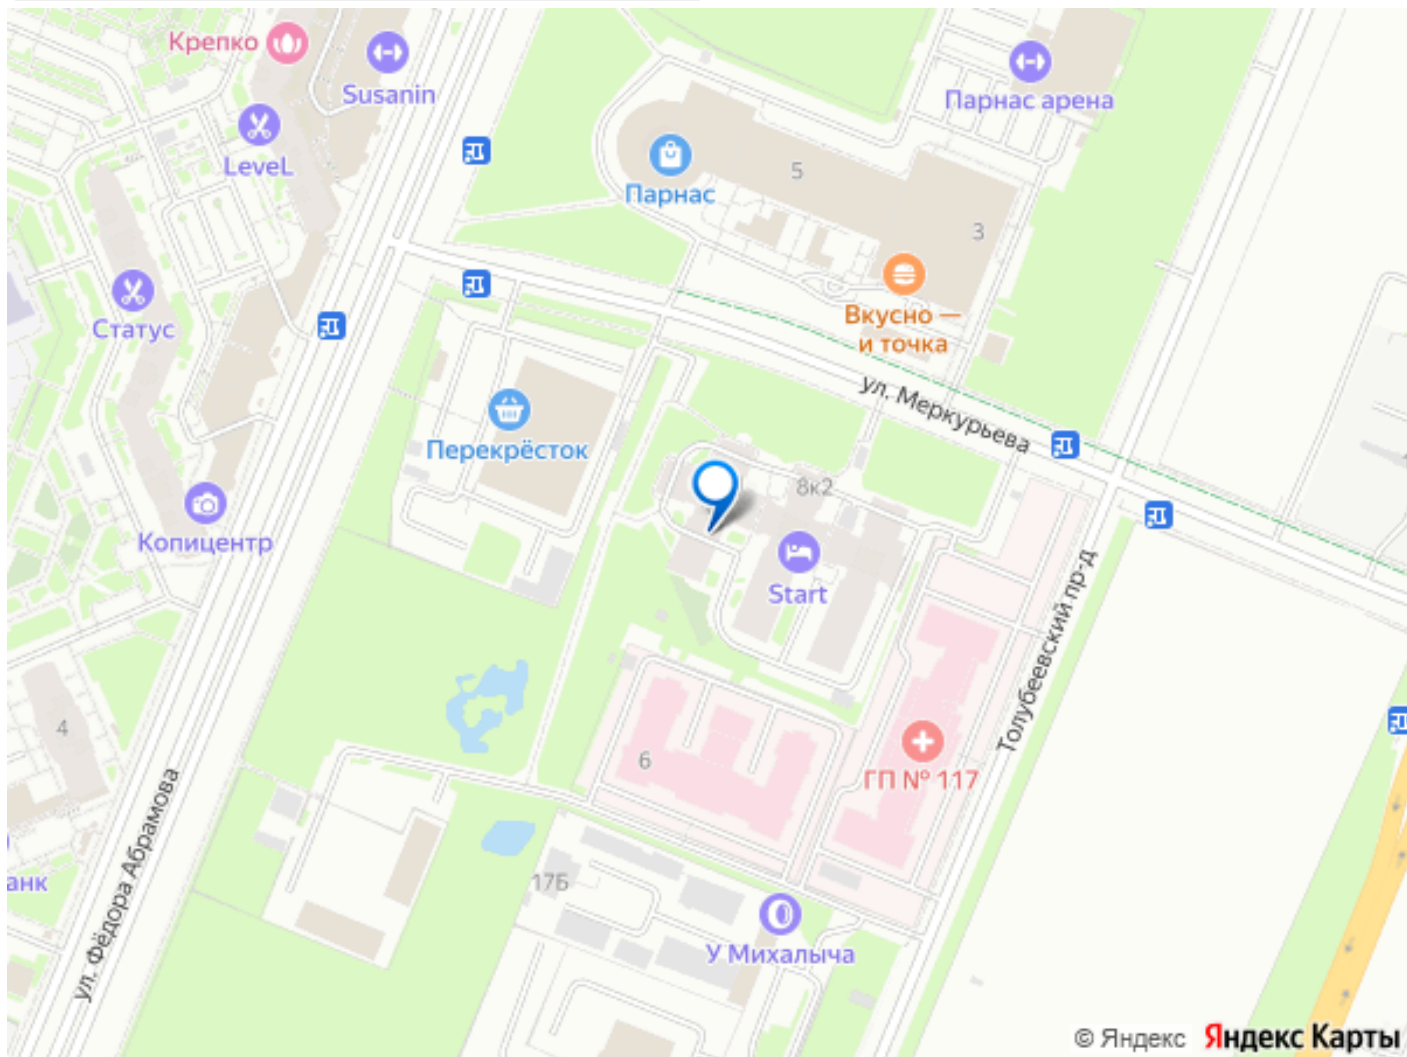 Крепко
Susanin
Парнас арена
LeveL
5
Парнас
3
Статус
Вкусно —
и точка
ул. Меркурьева
Перекрёсток
8к2
Копицентр
Start
Толубеевский пр-д
4
6
ГП № 117
ул. Фёдора Абрамова
анк
17Б
У Михалыча
© Яндекс Яндекс Карты